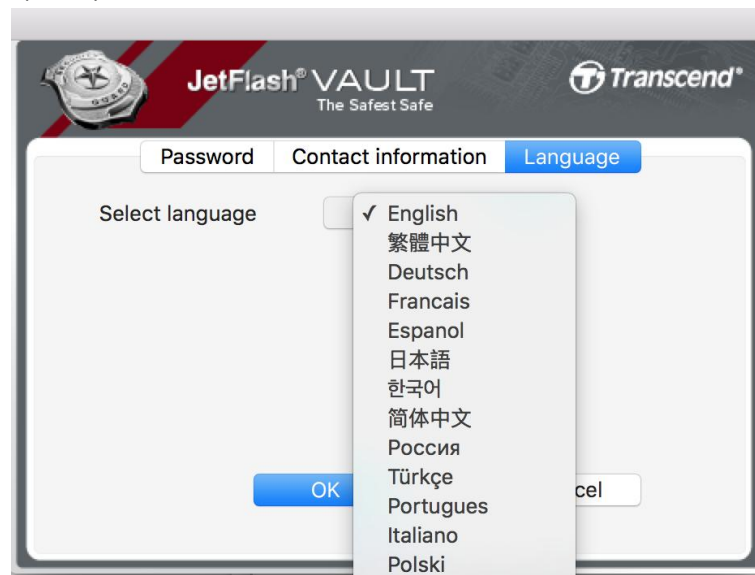 JetFlash® VAULT
The Safest Safe
Transcend®
GUARD
Password Contact information Language
Select language
✓ English
繁體中文
Deutsch
Francais
Espanol
日本語
한국어
简体中文
Россия
Türkçe
Portugues
Italiano
Polski
OK
cel